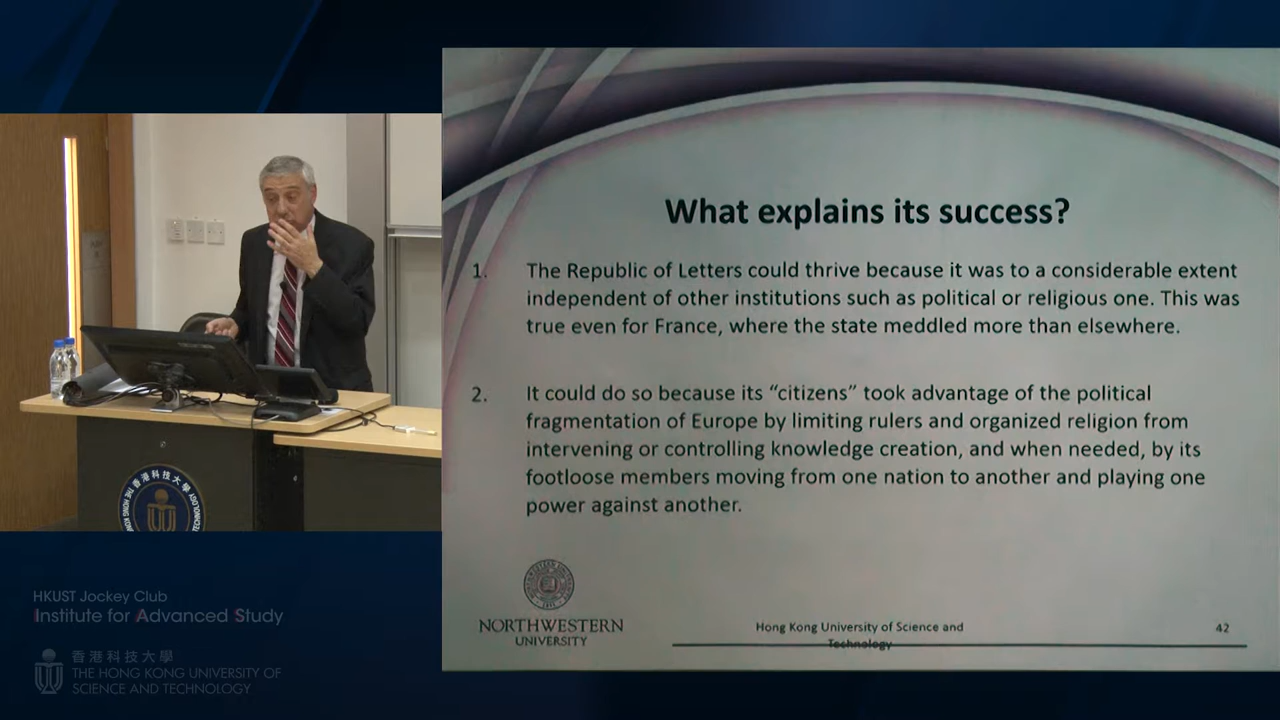 What explains its success?
1. The Republic of Letters could thrive because it was to a considerable extent
independent of other institutions such as political or religious one. This was
true even for France, where the state meddled more than elsewhere.
2. It could do so because its “citizens” took advantage of the political
fragmentation of Europe by limiting rulers and organized religion from
intervening or controlling knowledge creation, and when needed, by its
footloose members moving from one nation to another and playing one
power against another.
NORTHWESTERN
UNIVERSITY
Hong Kong University of Science and
Technology
42
HKUST Jockey Club
Institute for Advanced Study
香港科技大學
THE HONG KONG UNIVERSITY OF
SCIENCE AND TECHNOLOGY
香港科技大學